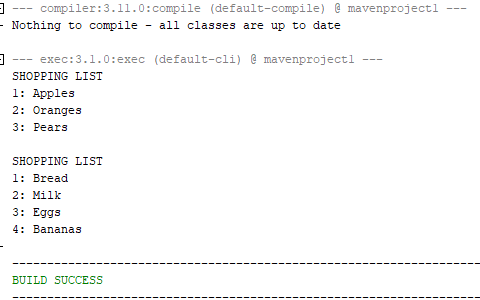 --- compiler:3.11.0:compile (default-compile) @ mavenproject1 ---
Nothing to compile - all classes are up to date

--- exec:3.1.0:exec (default-cli) @ mavenproject1 ---
SHOPPING LIST
1: Apples
2: Oranges
3: Pears

SHOPPING LIST
1: Bread
2: Milk
3: Eggs
4: Bananas

------------------------------------------------------------------------
BUILD SUCCESS
------------------------------------------------------------------------